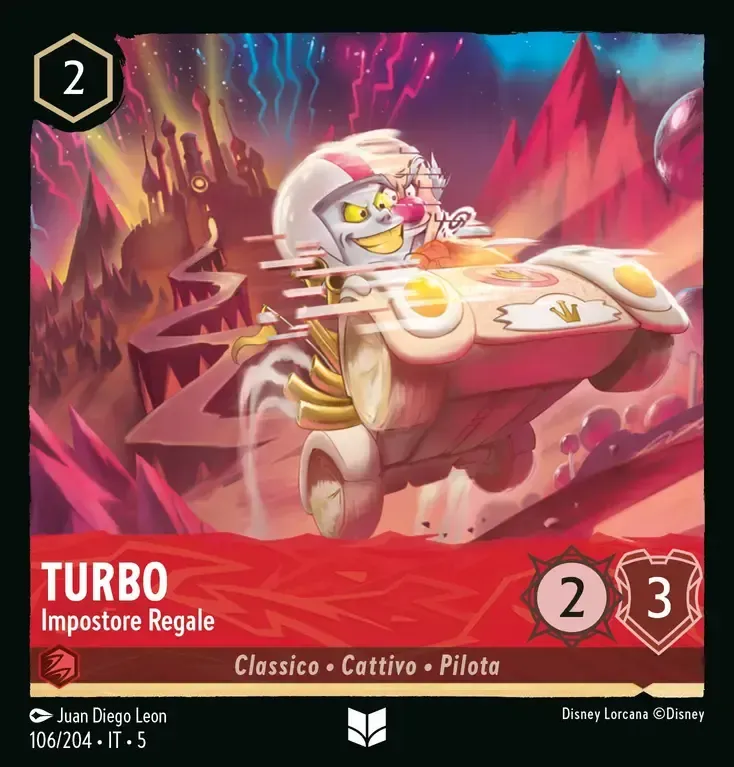 2
TURBO
Impostore Regale
2 3
Classico • Cattivo • Pilota
Juan Diego Leon
Disney Lorcana ©Disney
106/204 • IT • 5